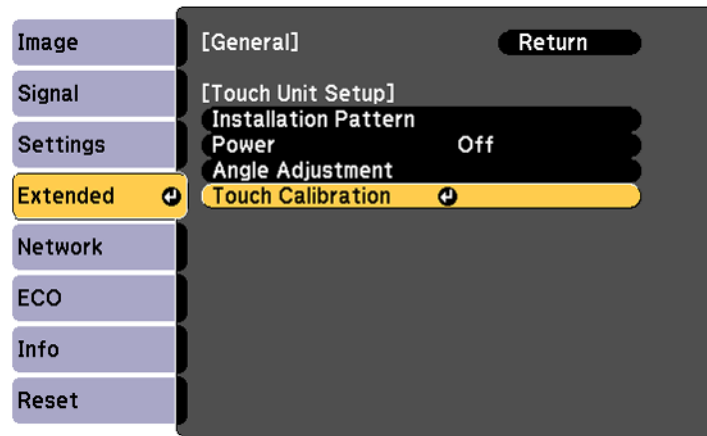 Image
Signal
Settings
Extended
Network
ECO
Info
Reset
[General] Return
[Touch Unit Setup]
Installation Pattern
Power Off
Angle Adjustment
Touch Calibration